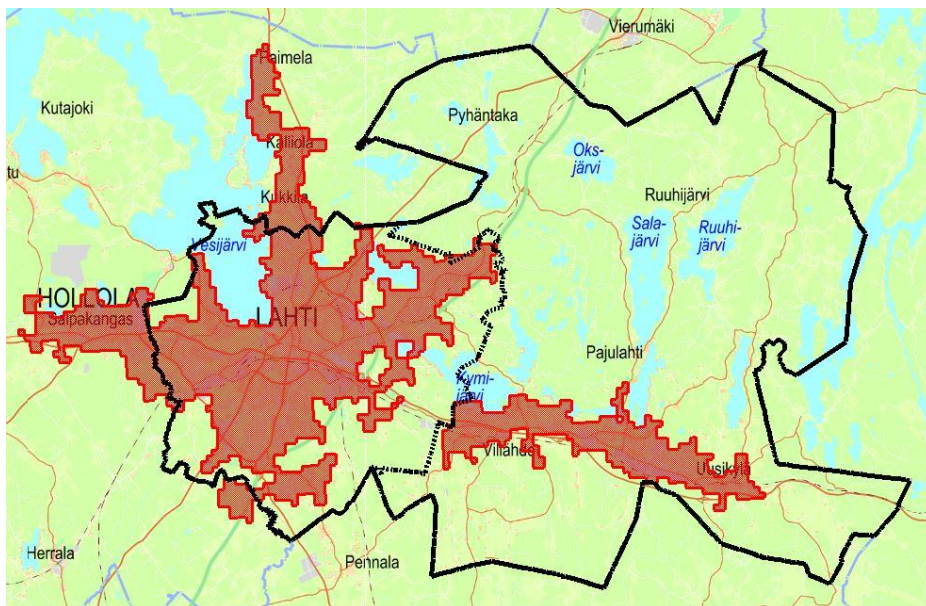 Vierumäki
Paimela
Kutajoki
Pyhäntaka
Kalliola
Oks-
järvi
tu
Kukkila
Ruuhijärvi
Sala-
järvi
Ruuhi-
järvi
Vesijärvi
HOLLOLA
Salpakangas
LAHTI
Pajulahti
Kymi-
järvi
Villähde
Uusikylä
Herrala
Pennala